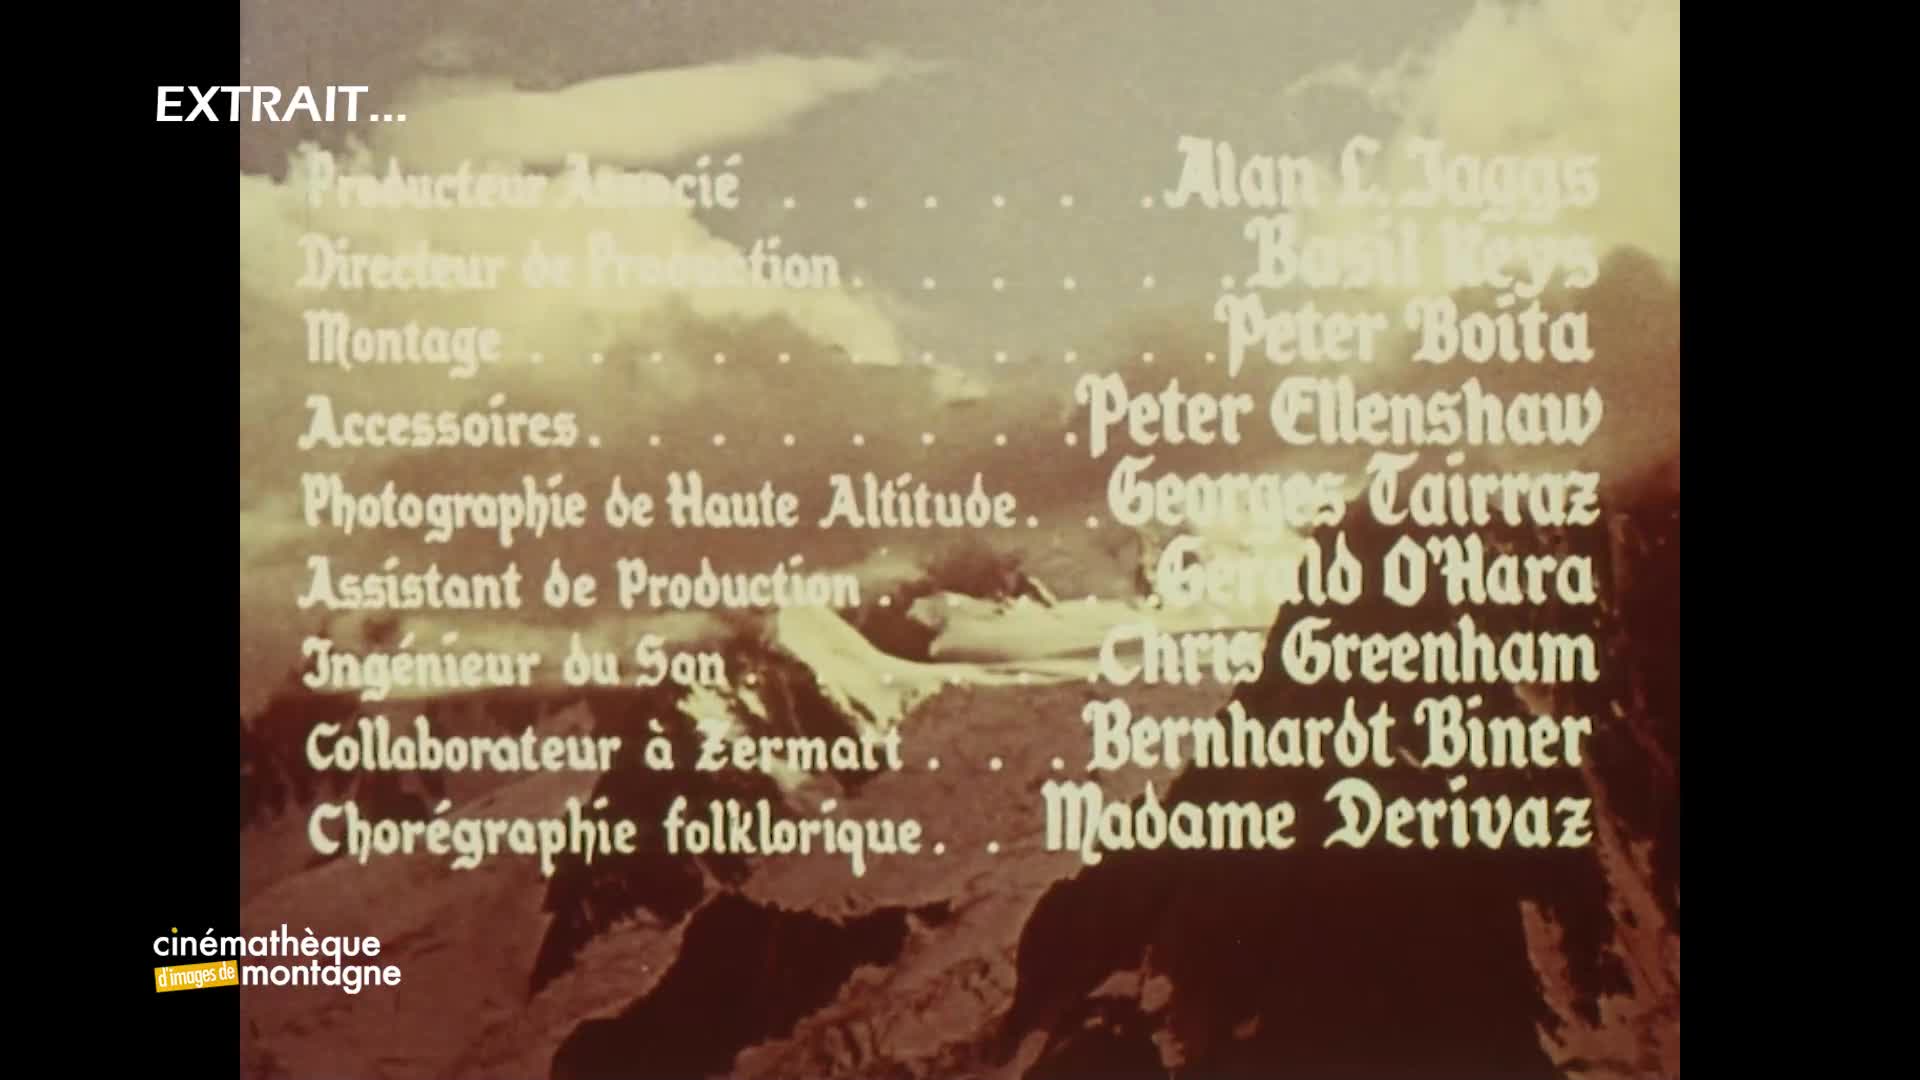 EXTRAIT...
Producteur Associé . . . . . . Alan L. Jaggs
Directeur de Production . . . . . . Basil Keys
Montage . . . . . . . . . . . Peter Boita
Accessoires . . . . . . . . Peter Ellenshaw
Photographie de Haute Altitude . . Georges Tairraz
Assistant de Production . . . . . Gerald O'Hara
Ingénieur du Son . . . . . . Chris Greenham
Collaborateur à Zermatt . . . Bernhardt Biner
Chorégraphie folklorique . . Madame Derivaz
cinémathèque
d'images de montagne